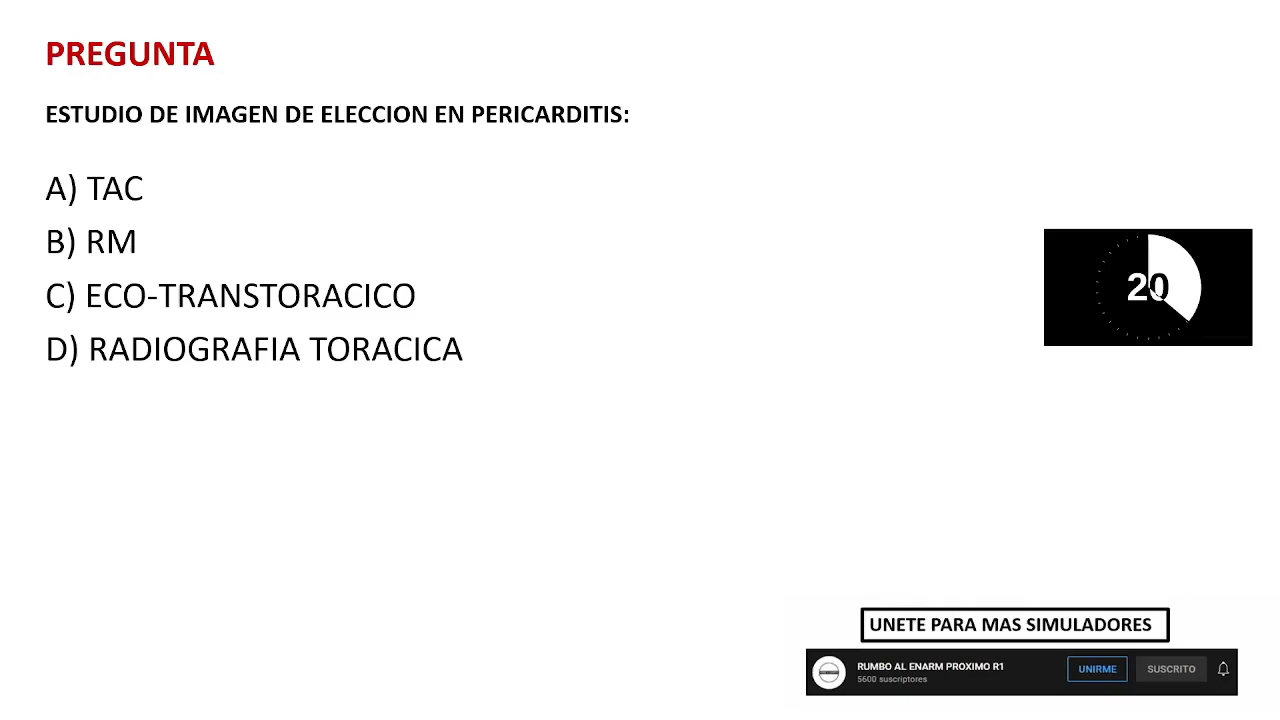 PREGUNTA
ESTUDIO DE IMAGEN DE ELECCION EN PERICARDITIS:
A) TAC
B) RM
C) ECO-TRANSTORACICO
D) RADIOGRAFIA TORACICA
20
UNETE PARA MAS SIMULADORES
RUMBO AL ENARM PROXIMO R1
5600 suscriptores
UNIRME
SUSCRITO